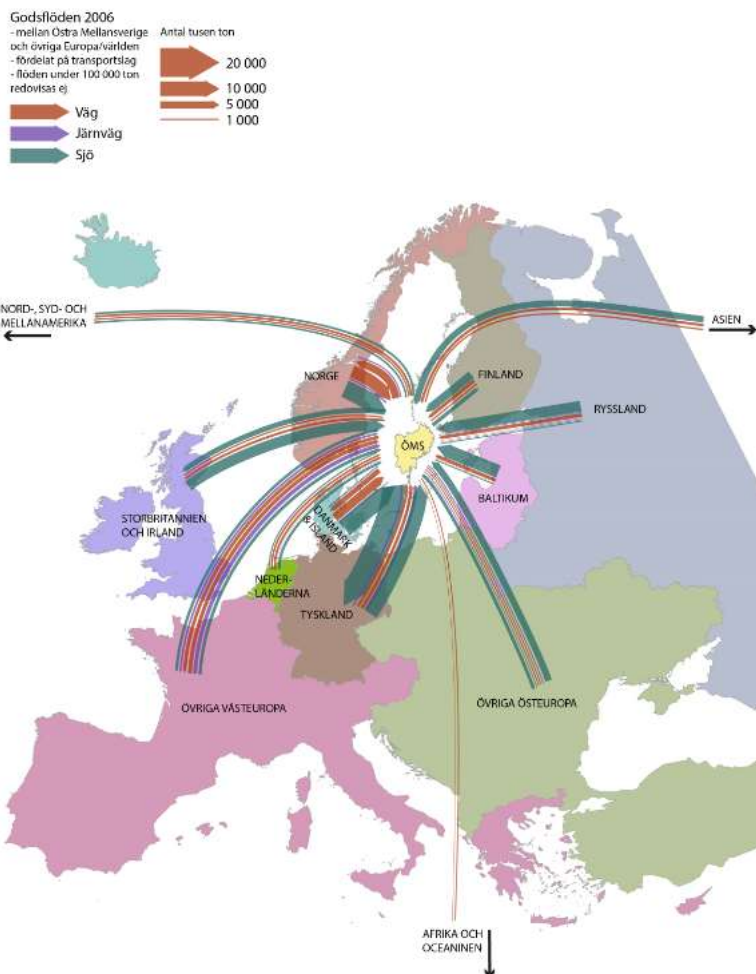 Godsflöden 2006
- mellan Östra Mellansverige
och övriga Europa/världen
- fördelat på transportslag
- flöden under 100 000 ton
redovisas ej
Väg
Järnväg
Sjö
Antal tusen ton
20 000
10 000
5 000
1 000
NORD-, SYD- OCH
MELLANAMERIKA
ASIEN
NORGE
FINLAND
RYSSLAND
ÖMS
BALTIKUM
STORBRITANNIEN
OCH IRLAND
DANMARK
& ISLAND
NEDER-
LÄNDERNA
TYSKLAND
ÖVRIGA VÄSTEUROPA
ÖVRIGA ÖSTEUROPA
AFRIKA OCH
OCEANINEN